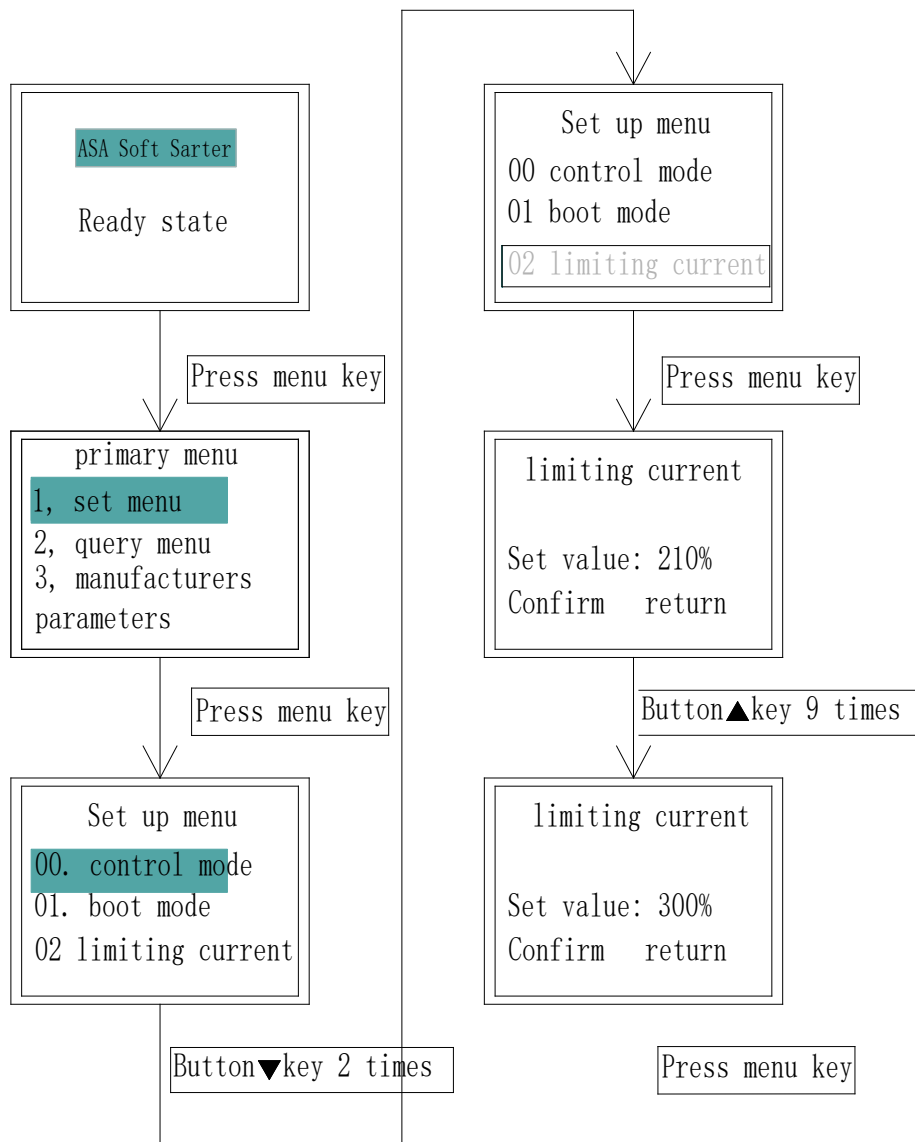 ASA Soft Sarter
Ready state
Press menu key
primary menu
1, set menu
2, query menu
3, manufacturers
parameters
Press menu key
Set up menu
00. control mode
01. boot mode
02 limiting current
Button▼key 2 times
Set up menu
00 control mode
01 boot mode
02 limiting current
Press menu key
limiting current
Set value: 210%
Confirm return
Button▲key 9 times
limiting current
Set value: 300%
Confirm return
Press menu key